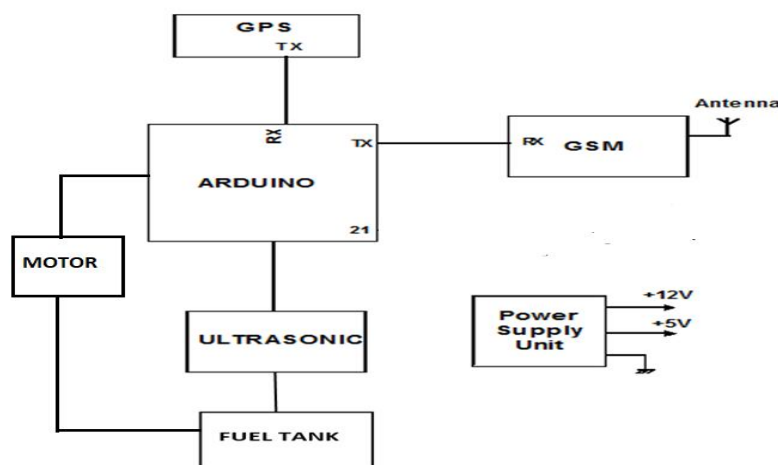 GPS
TX
Antenna
RX
TX
RX
GSM
ARDUINO
21
MOTOR
+12V
Power
Supply
Unit
+5V
ULTRASONIC
FUEL TANK